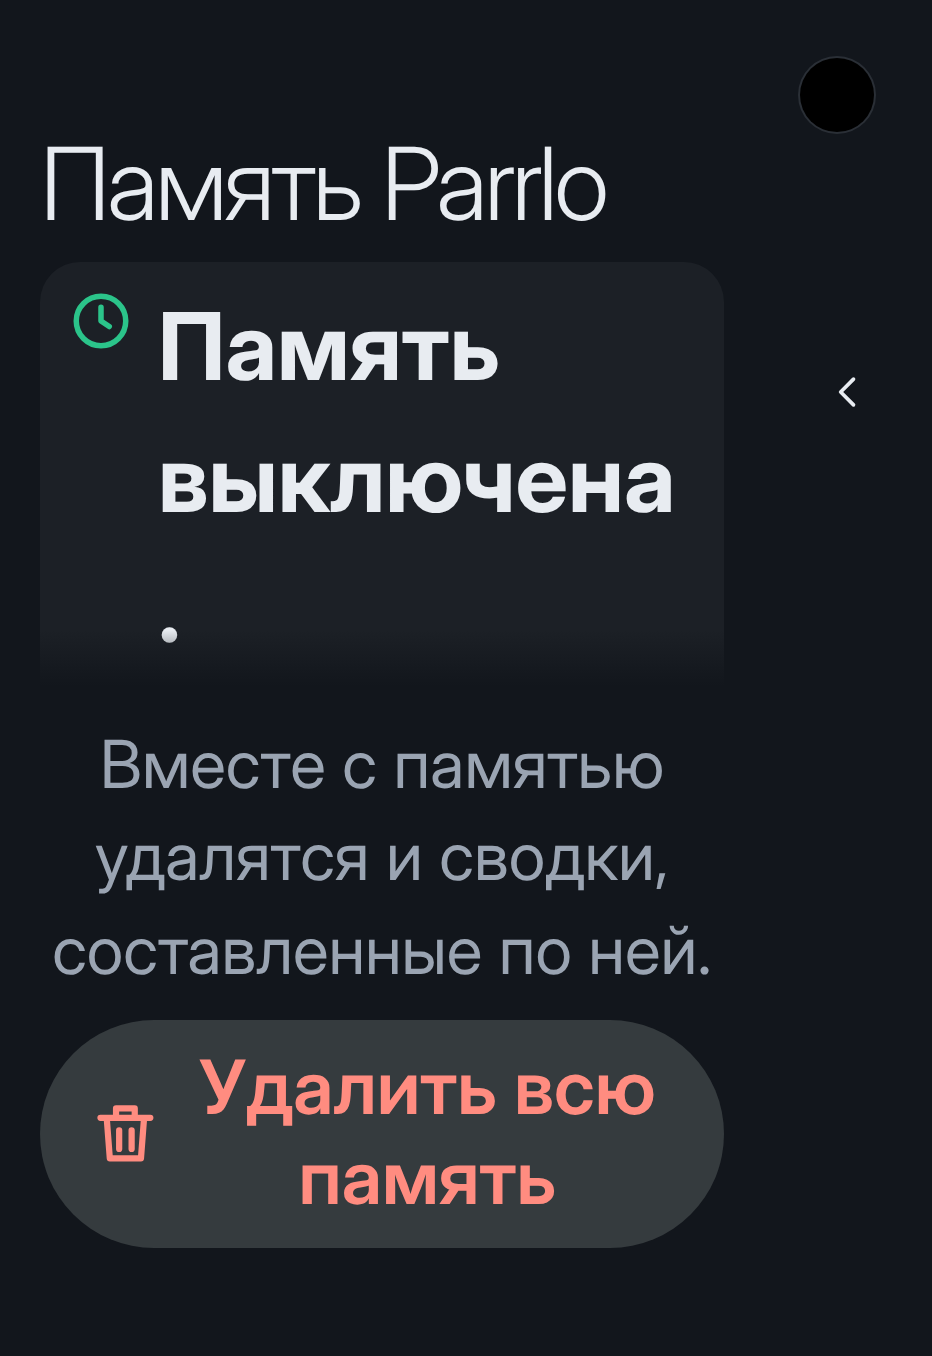 Память Parrlo
Память
выключена
.
Вместе с памятью
удалятся и сводки,
составленные по ней.
Удалить всю
память